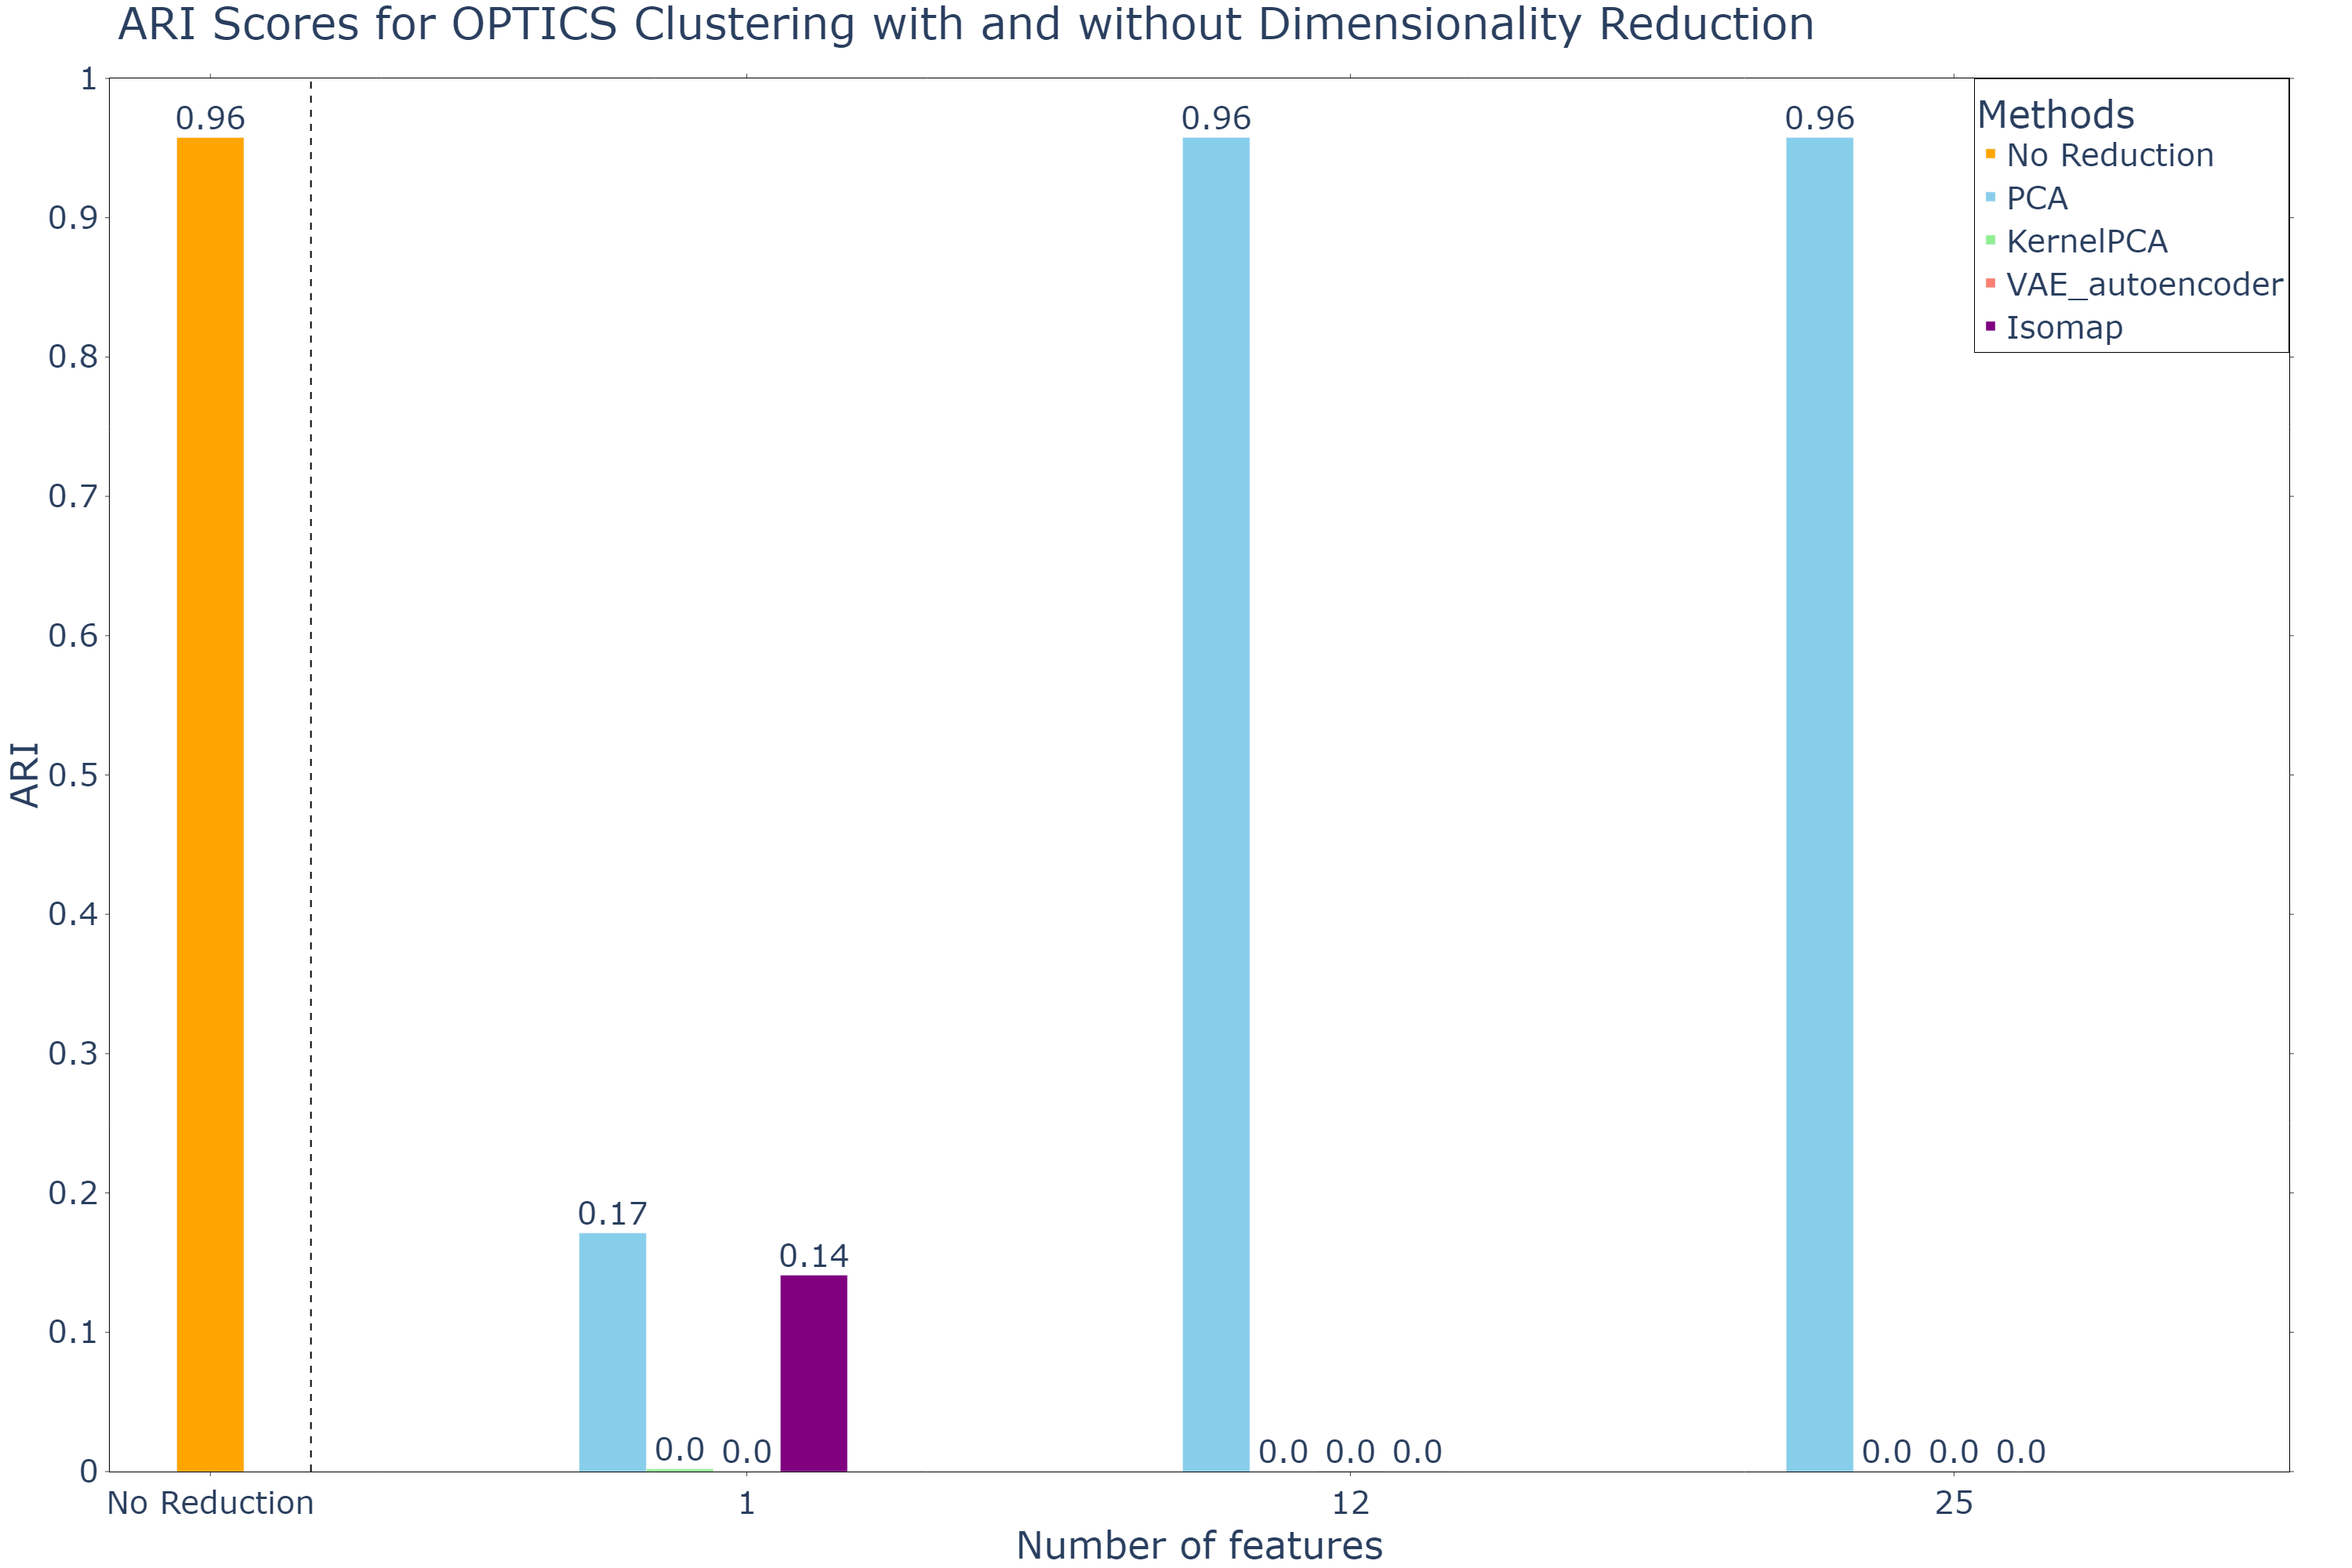 ARI Scores for OPTICS Clustering with and without Dimensionality Reduction
1
0.9
0.8
0.7
0.6
0.5
0.4
0.3
0.2
0.1
0
ARI
0.96
0.17
0.0
0.0
0.14
0.96
0.0 0.0 0.0
0.96
0.0 0.0 0.0
Methods
No Reduction
PCA
KernelPCA
VAE_autoencoder
Isomap
No Reduction 1 12 25
Number of features